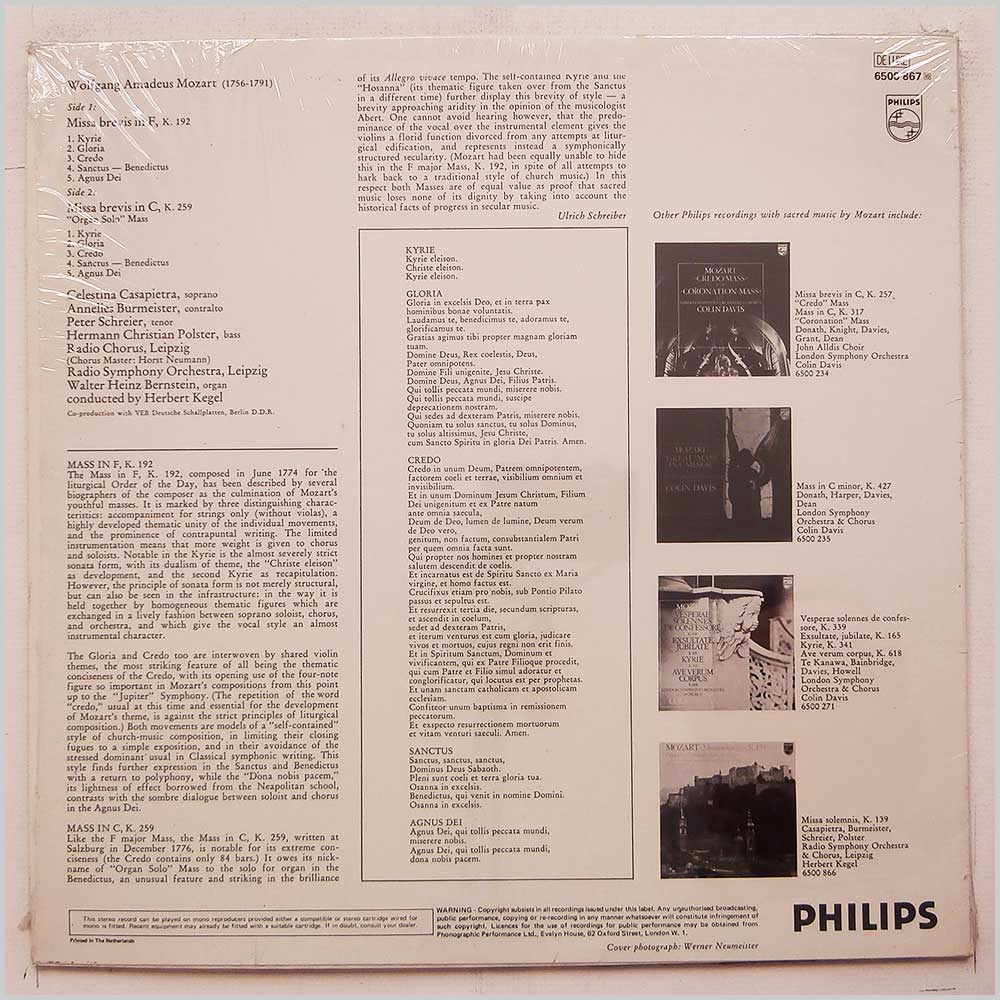 Wolfgang Amadeus Mozart (1756-1791)
Side 1:
Missa brevis in F, K. 192
1. Kyrie
2. Gloria
3. Credo
4. Sanctus — Benedictus
5. Agnus Dei
Side 2:
Missa brevis in C, K. 259
"Organ Solo" Mass
1. Kyrie
2. Gloria
3. Credo
4. Sanctus — Benedictus
5. Agnus Dei
Celestina Casapietra, soprano
Annelies Burmeister, contralto
Peter Schreier, tenor
Hermann Christian Polster, bass
Radio Chorus, Leipzig
(Chorus Master: Horst Neumann)
Radio Symphony Orchestra, Leipzig
Walter Heinz Bernstein, organ
conducted by Herbert Kegel
Co-production with VEB Deutsche Schallplatten, Berlin D.D.R.
MASS IN F, K. 192
The Mass in F, K. 192, composed in June 1774 for the
liturgical Order of the Day, has been described by several
biographers of the composer as the culmination of Mozart's
youthful masses. It is marked by three distinguishing charac-
teristics: accompaniment for strings only (without violas), a
highly developed thematic unity of the individual movements,
and the prominence of contrapuntal writing. The limited
instrumentation means that more weight is given to chorus
and soloists. Notable in the Kyrie is the almost severely strict
sonata form, with its dualism of theme, the "Christe eleison"
as development, and the second Kyrie as recapitulation.
However, the principle of sonata form is not merely structural,
but can also be seen in the infrastructure: in the way it is
held together by homogeneous thematic figures which are
exchanged in a lively fashion between soprano soloist, chorus,
and orchestra, and which give the vocal style an almost
instrumental character.
The Gloria and Credo too are interwoven by shared violin
themes, the most striking feature of all being the thematic
conciseness of the Credo, with its opening use of the four-note
figure so important in Mozart's compositions from this point
up to the "Jupiter" Symphony. (The repetition of the word
"credo," usual at this time and essential for the development
of Mozart's theme, is against the strict principles of liturgical
composition.) Both movements are models of a "self-contained"
style of church-music composition, in limiting their closing
fugues to a simple exposition, and in their avoidance of the
stressed dominant usual in Classical symphonic writing. This
style finds further expression in the Sanctus and Benedictus
with a return to polyphony, while the "Dona nobis pacem,"
its lightness of effect borrowed from the Neapolitan school,
contrasts with the sombre dialogue between soloist and chorus
in the Agnus Dei.
MASS IN C, K. 259
Like the F major Mass, the Mass in C, K. 259, written at
Salzburg in December 1776, is notable for its extreme con-
ciseness (the Credo contains only 84 bars.) It owes its nick-
name of "Organ Solo" Mass to the solo for organ in the
Benedictus, an unusual feature and striking in the brilliance
of its Allegro vivace tempo. The self-contained Kyrie and the
"Hosanna" (its thematic figure taken over from the Sanctus
in a different time) further display this brevity of style — a
brevity approaching aridity in the opinion of the musicologist
Abert. One cannot avoid hearing however, that the predo-
minance of the vocal over the instrumental element gives the
violins a florid function divorced from any attempts at litur-
gical edification, and represents instead a symphonically
structured secularity. (Mozart had been equally unable to hide
this in the F major Mass, K. 192, in spite of all attempts to
hark back to a traditional style of church music.) In this
respect both Masses are of equal value as proof that sacred
music loses none of its dignity by taking into account the
historical facts of progress in secular music.
Ulrich Schreiber
KYRIE
Kyrie eleison.
Christe eleison.
Kyrie eleison.
GLORIA
Gloria in excelsis Deo, et in terra pax
hominibus bonae voluntatis.
Laudamus te, benedicimus te, adoramus te,
glorificamus te.
Gratias agimus tibi propter magnam gloriam
tuam.
Domine Deus, Rex coelestis, Deus,
Pater omnipotens.
Domine Fili unigenite, Jesu Christe.
Domine Deus, Agnus Dei, Filius Patris.
Qui tollis peccata mundi, miserere nobis.
Qui tollis peccata mundi, suscipe
deprecationem nostram.
Qui sedes ad dexteram Patris, miserere nobis.
Quoniam tu solus sanctus, tu solus Dominus,
tu solus altissimus, Jesu Christe,
cum Sancto Spiritu in gloria Dei Patris. Amen.
CREDO
Credo in unum Deum, Patrem omnipotentem,
factorem coeli et terrae, visibilium omnium et
invisibilium.
Et in unum Dominum Jesum Christum, Filium
Dei unigenitum et ex Patre natum
ante omnia saecula,
Deum de Deo, lumen de lumine, Deum verum
de Deo vero,
genitum, non factum, consubstantialem Patri
per quem omnia facta sunt.
Qui propter nos homines et propter nostram
salutem descendit de coelis.
Et incarnatus est de Spiritu Sancto ex Maria
virgine, et homo factus est.
Crucifixus etiam pro nobis, sub Pontio Pilato
passus et sepultus est.
Et resurrexit tertia die, secundum scripturas,
et ascendit in coelum,
sedet ad dexteram Patris,
et iterum venturus est cum gloria, judicare
vivos et mortuos, cujus regni non erit finis.
Et in Spiritum Sanctum, Dominum et
vivificantem, qui ex Patre Filioque procedit,
qui cum Patre et Filio simul adoratur et
conglorificatur, qui locutus est per prophetas.
Et unam sanctam catholicam et apostolicam
ecclesiam.
Confiteor unum baptisma in remissionem
peccatorum.
Et exspecto resurrectionem mortuorum
et vitam venturi saeculi. Amen.
SANCTUS
Sanctus, sanctus, sanctus,
Dominus Deus Sabaoth.
Pleni sunt coeli et terra gloria tua.
Osanna in excelsis.
Benedictus, qui venit in nomine Domini.
Osanna in excelsis.
AGNUS DEI
Agnus Dei, qui tollis peccata mundi,
miserere nobis.
Agnus Dei, qui tollis peccata mundi,
dona nobis pacem.
DE LUXE
6500 867
PHILIPS
Other Philips recordings with sacred music by Mozart include:
MOZART
"CREDO MASS"
"CORONATION MASS"
COLIN DAVIS
Missa brevis in C, K. 257
"Credo" Mass
Mass in C, K. 317
"Coronation" Mass
Donath, Knight, Davies,
Grant, Dean
John Alldis Choir
London Symphony Orchestra
Colin Davis
6500 234
MOZART
"GREAT" MASS
IN C MINOR
COLIN DAVIS
Mass in C minor, K. 427
Donath, Harper, Davies,
Dean
London Symphony
Orchestra & Chorus
Colin Davis
6500 235
VESPERAE
SOLENNES
DE CONFESSORE
EXSULTATE,
JUBILATE
KYRIE
AVE VERUM
CORPUS
Vesperae solennes de confes-
sore, K. 339
Exsultate, jubilate, K. 165
Kyrie, K. 341
Ave verum corpus, K. 618
Te Kanawa, Bainbridge,
Davies, Howell
London Symphony
Orchestra & Chorus
Colin Davis
6500 271
MOZART
Missa solemnis, K. 139
Casapietra, Burmeister,
Schreier, Polster
Radio Symphony Orchestra
& Chorus, Leipzig
Herbert Kegel
6500 866
This stereo record can be played on mono reproducers provided either a compatible or stereo cartridge wired for
mono is fitted. Recent equipment may already be fitted with a suitable cartridge. If in doubt, consult your dealer.
Printed in The Netherlands
WARNING - Copyright subsists in all recordings issued under this label. Any unauthorised broadcasting,
public performance, copying or re-recording in any manner whatsoever will constitute infringement of
such copyright. Licences for the use of recordings for public performance may be obtained from
Phonographic Performance Ltd., Evelyn House, 62 Oxford Street, London W. 1.
Cover photograph: Werner Neumeister
PHILIPS